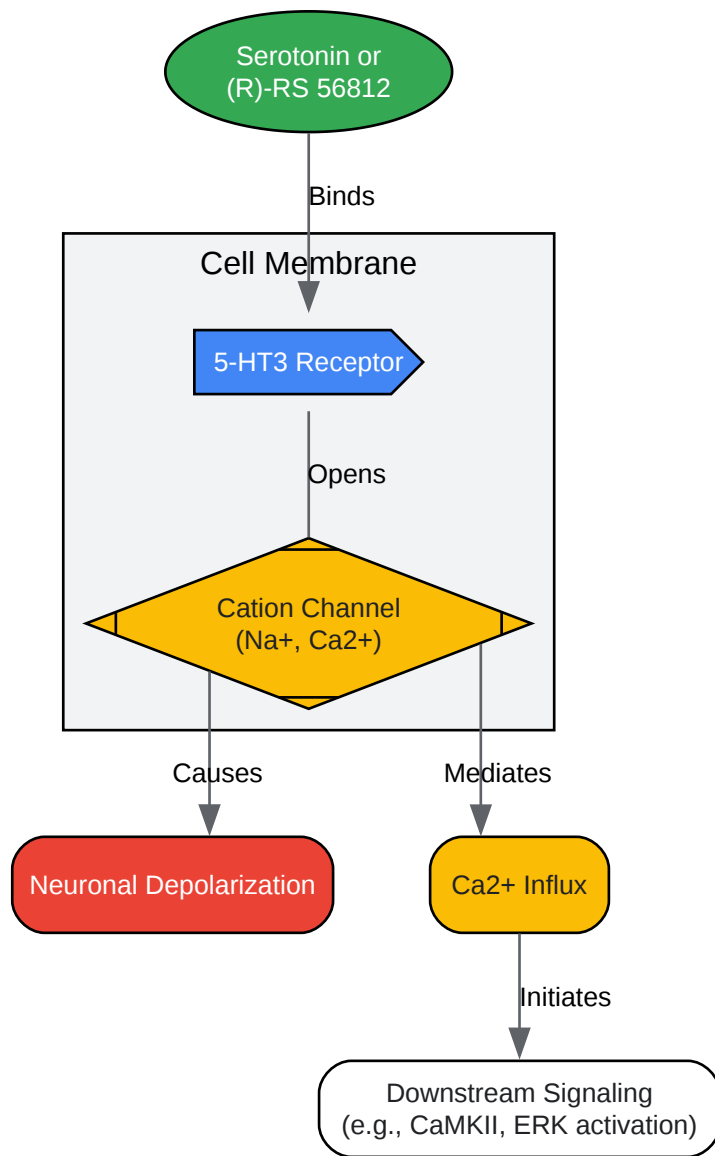 Serotonin or
(R)-RS 56812
Binds
Cell Membrane
5-HT3 Receptor
Opens
Cation Channel
(Na+, Ca2+)
Causes
Mediates
Neuronal Depolarization
Ca2+ Influx
Initiates
Downstream Signaling
(e.g., CaMKII, ERK activation)